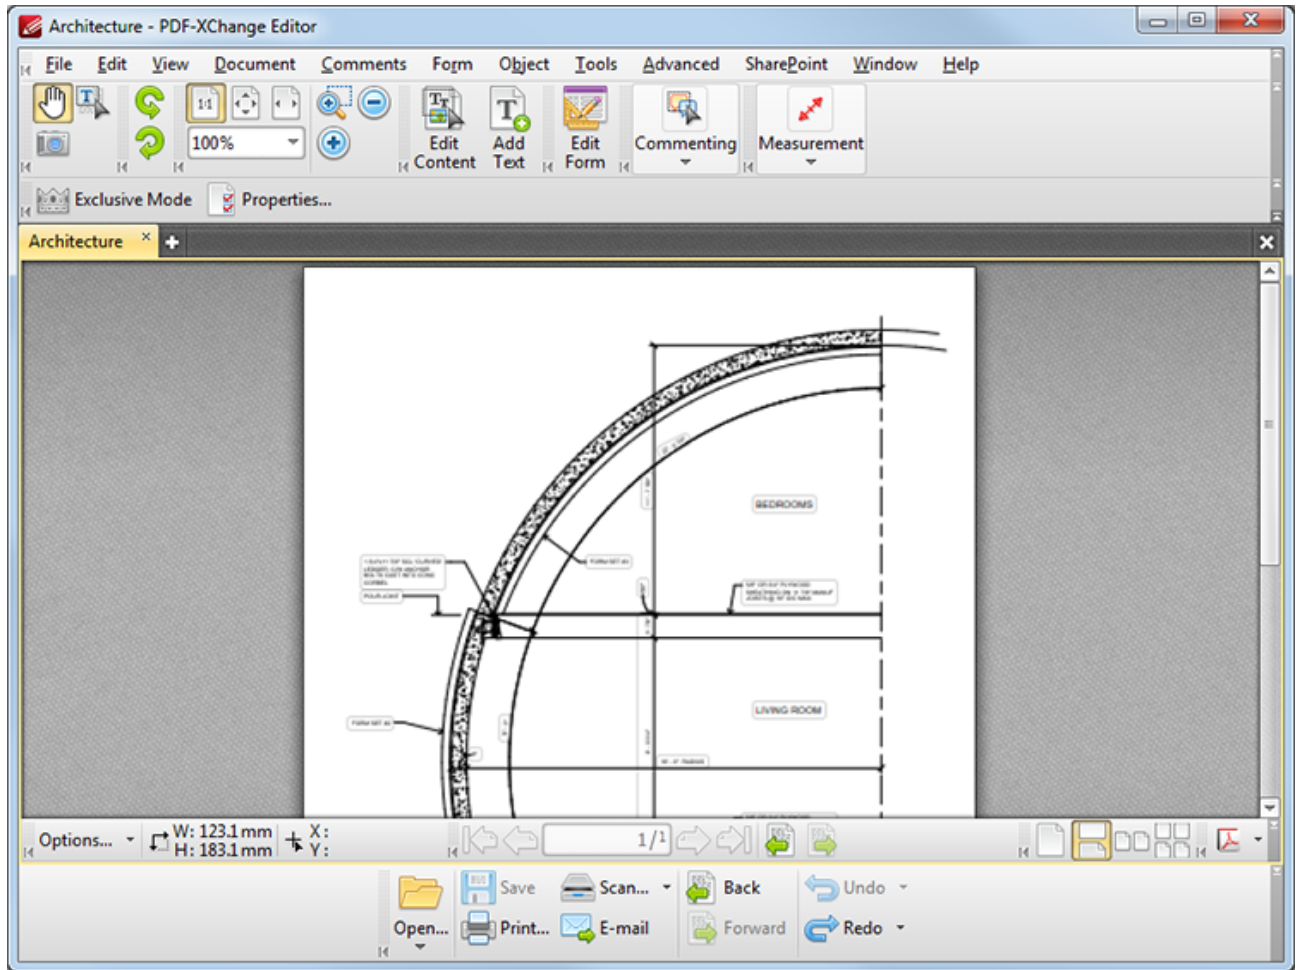 Architecture - PDF-XChange Editor
File Edit View Document Comments Form Object Tools Advanced SharePoint Window Help
100%
Edit Content
Add Text
Edit Form
Commenting
Measurement
Exclusive Mode Properties...
Architecture
BEDROOMS
POUR JOINT
LIVING ROOM
Options...
W: 123.1 mm
H: 183.1 mm
X:
Y:
1/1
Open...
Save Scan... Back Undo
Print... E-mail Forward Redo